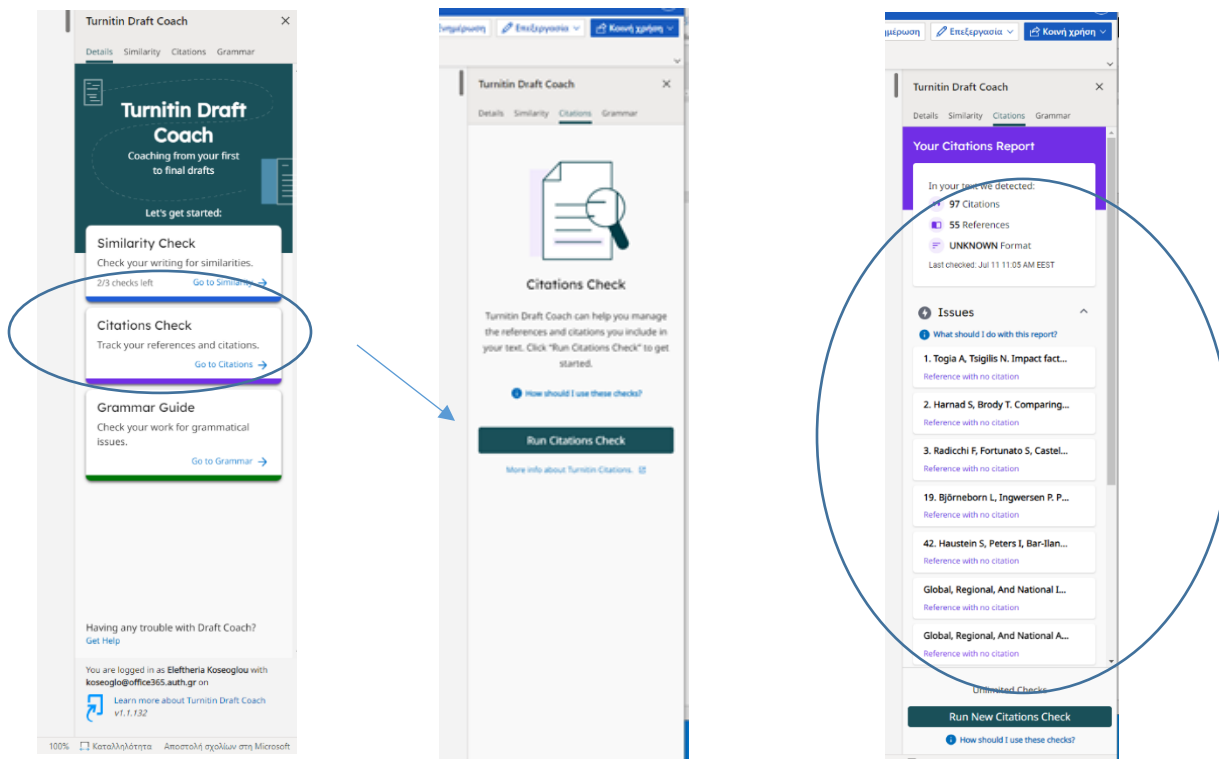 Turnitin Draft Coach
Details Similarity Citations Grammar
Turnitin Draft
Coach
Coaching from your first
to final drafts
Let's get started:
Similarity Check
Check your writing for similarities.
2/3 checks left Go to Similarity →
Citations Check
Track your references and citations.
Go to Citations →
Grammar Guide
Check your work for grammatical
issues.
Go to Grammar →
Having any trouble with Draft Coach?
Get Help
You are logged in as Eleftheria Koseoglou with
koseoglo@office365.auth.gr on
Learn more about Turnitin Draft Coach
v1.1.132
100% Καταλληλότητα Αποστολή σχολίων στη Microsoft
Επεξεργασία Κοινή χρήση
Turnitin Draft Coach
Details Similarity Citations Grammar
Citations Check
Turnitin Draft Coach can help you manage
the references and citations you include in
your text. Click "Run Citations Check" to get
started.
How should I use these checks?
Run Citations Check
More info about Turnitin Citations.
Επεξεργασία Κοινή χρήση
Turnitin Draft Coach
Details Similarity Citations Grammar
Your Citations Report
In your text we detected:
97 Citations
55 References
UNKNOWN Format
Last checked: Jul 11 11:05 AM EEST
Issues
What should I do with this report?
1. Togia A, Tsigilis N. Impact fact...
Reference with no citation
2. Harnad S, Brody T. Comparing...
Reference with no citation
3. Radicchi F, Fortunato S, Castel...
Reference with no citation
19. Björneborn L, Ingwersen P. P...
Reference with no citation
42. Haustein S, Peters I, Bar-Ilan...
Reference with no citation
Global, Regional, And National I...
Reference with no citation
Global, Regional, And National A...
Reference with no citation
Unlimited Checks
Run New Citations Check
How should I use these checks?